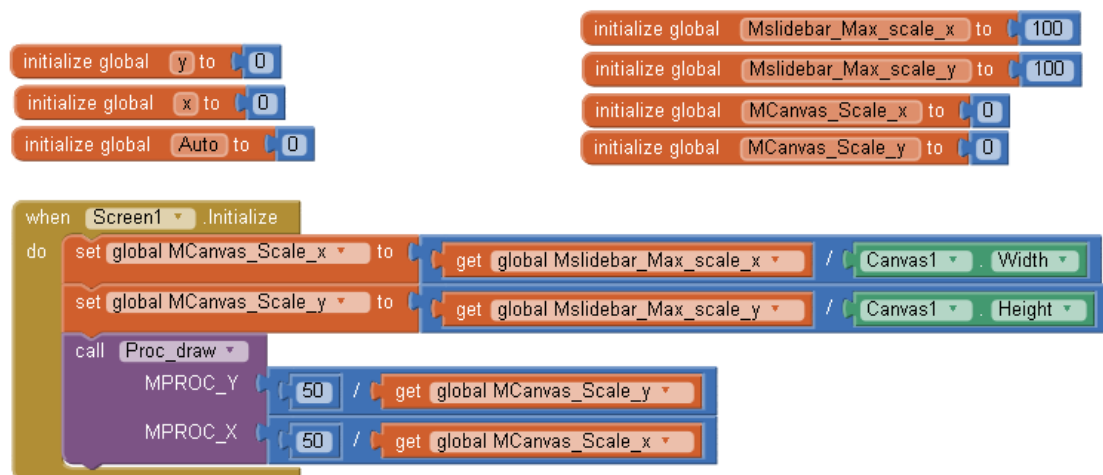 initialize global y to 0
initialize global x to 0
initialize global Auto to 0
initialize global Mslidebar_Max_scale_x to 100
initialize global Mslidebar_Max_scale_y to 100
initialize global MCanvas_Scale_x to 0
initialize global MCanvas_Scale_y to 0
when Screen1 .Initialize
do set global MCanvas_Scale_x to get global Mslidebar_Max_scale_x / Canvas1 . Width
set global MCanvas_Scale_y to get global Mslidebar_Max_scale_y / Canvas1 . Height
call Proc_draw
MPROC_Y 50 / get global MCanvas_Scale_y
MPROC_X 50 / get global MCanvas_Scale_x